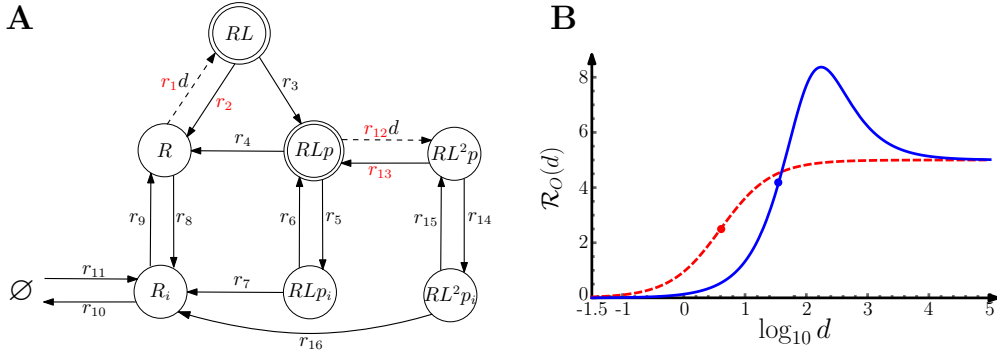 A
RL
r₁d
r₂
r₃
R
r₄
RLp
r₁₂d
r₁₃
RL²p
r₉
r₈
r₆
r₅
r₁₅
r₁₄
∅
r₁₁
r₁₀
Rᵢ
r₇
RLpᵢ
RL²pᵢ
r₁₆
B
8
6
4
2
0
𝓡_O(d)
-1.5 -1 0 1 2 3 4 5
log₁₀ d